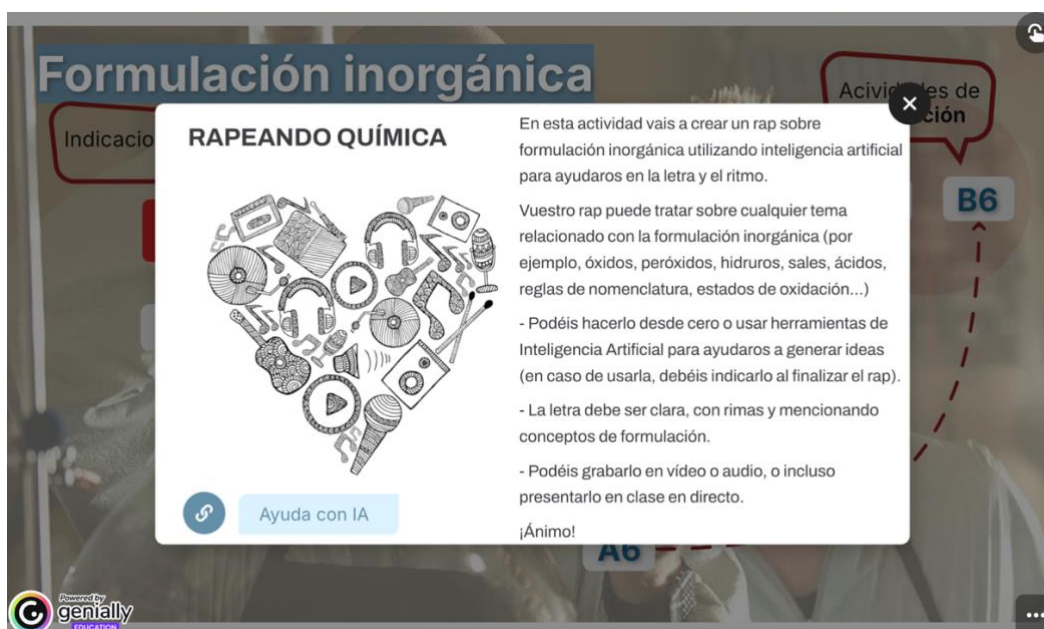 Formulación inorgánica
Indicacio
Acivid es de
ción
B6
RAPEANDO QUÍMICA
Ayuda con IA
En esta actividad vais a crear un rap sobre
formulación inorgánica utilizando inteligencia artificial
para ayudaros en la letra y el ritmo.
Vuestro rap puede tratar sobre cualquier tema
relacionado con la formulación inorgánica (por
ejemplo, óxidos, peróxidos, hidruros, sales, ácidos,
reglas de nomenclatura, estados de oxidación...)
- Podéis hacerlo desde cero o usar herramientas de
Inteligencia Artificial para ayudaros a generar ideas
(en caso de usarla, debéis indicarlo al finalizar el rap).
- La letra debe ser clara, con rimas y mencionando
conceptos de formulación.
- Podéis grabarlo en vídeo o audio, o incluso
presentarlo en clase en directo.
¡Ánimo!
A6
Powered by
genially
EDUCATION